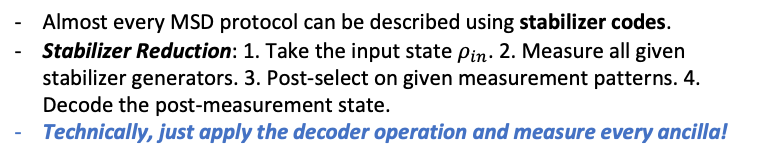 - Almost every MSD protocol can be described using stabilizer codes.
- Stabilizer Reduction: 1. Take the input state ρ_in. 2. Measure all given
stabilizer generators. 3. Post-select on given measurement patterns. 4.
Decode the post-measurement state.
- Technically, just apply the decoder operation and measure every ancilla!